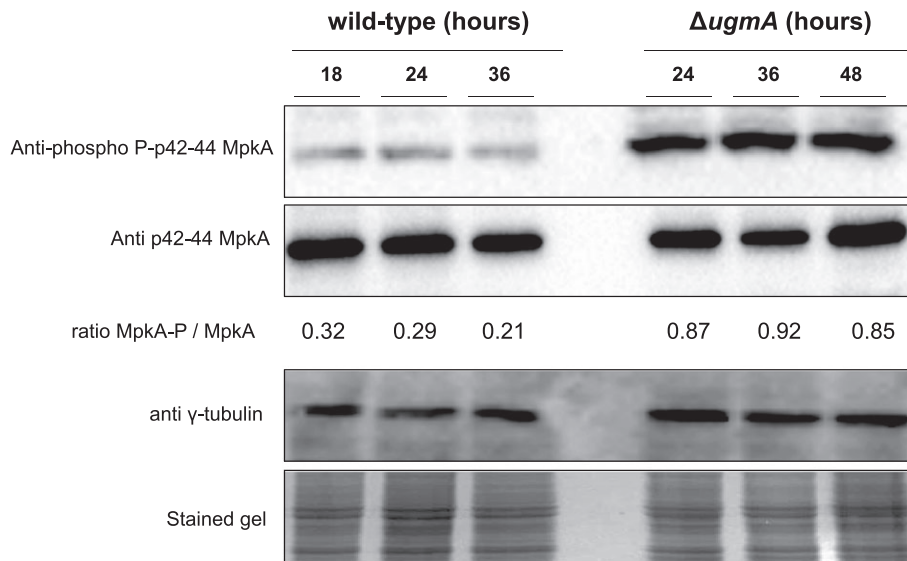 wild-type (hours) ΔugmA (hours)
18 24 36 24 36 48
Anti-phospho P-p42-44 MpkA
Anti p42-44 MpkA
ratio MpkA-P / MpkA 0.32 0.29 0.21 0.87 0.92 0.85
anti γ-tubulin
Stained gel